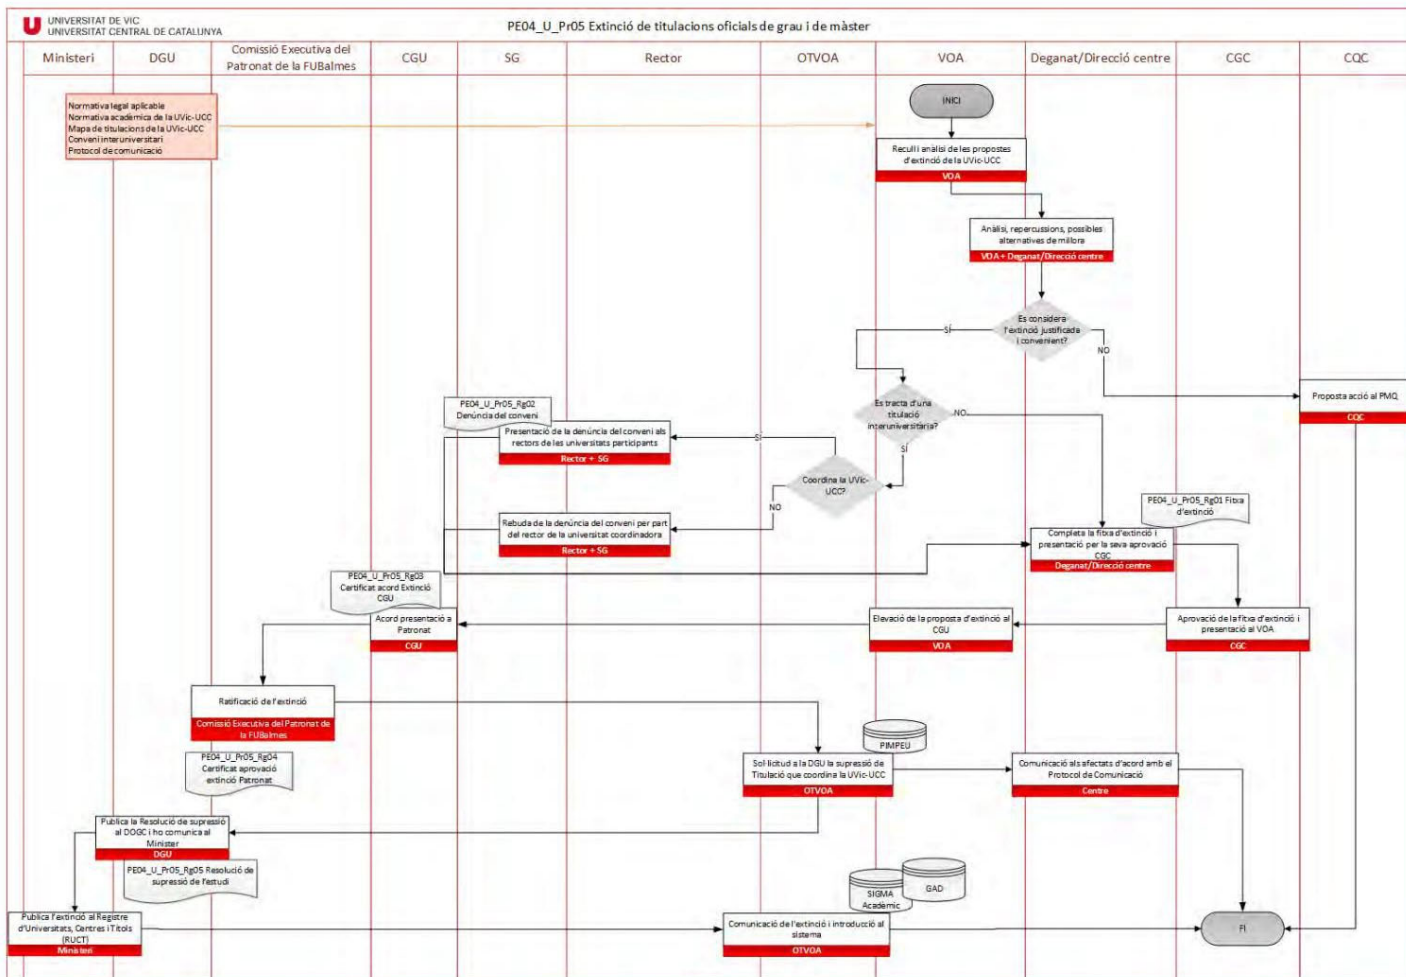 UNIVERSITAT DE VIC
UNIVERSITAT CENTRAL DE CATALUNYA
PE04_U_Pr05 Extinció de titulacions oficials de grau i de màster
Ministeri
DGU
Comissió Executiva del
Patronat de la FUBalmes
CGU
SG
Rector
OTVOA
VOA
Deganat/Direcció centre
CGC
CQC
Normativa legal aplicable
Normativa acadèmica de la UVic-UCC
Mapa de titulacions de la UVic-UCC
Conveni interuniversitari
Protocol de comunicació
INICI
Recull i anàlisi de les propostes
d'extinció de la UVic-UCC
VOA
Anàlisi, repercussions, possibles
alternatives de millora
VOA + Deganat/Direcció centre
Es considera
l'extinció justificada
i convenient?
SÍ
NO
Proposta acció al PMQ
CQC
Es tracta d'una
titulació
interuniversitària?
NO
SÍ
PE04_U_Pr05_Rg02
Denúncia del conveni
Presentació de la denúncia del conveni als
rectors de les universitats participants
Rector + SG
SÍ
Coordina la UVic-
UCC?
NO
Rebuda de la denúncia del conveni per part
del rector de la universitat coordinadora
Rector + SG
PE04_U_Pr05_Rg01 Fitxa
d'extinció
Completa la fitxa d'extinció i
presentació per la seva aprovació
CGC
Deganat/Direcció centre
PE04_U_Pr05_Rg03
Certificat acord Extinció
CGU
Acord presentació a
Patronat
CGU
Elevació de la proposta d'extinció al
CGU
VOA
Aprovació de la fitxa d'extinció i
presentació al VOA
CGC
Ratificació de l'extinció
Comissió Executiva del Patronat de
la FUBalmes
PE04_U_Pr05_Rg04
Certificat aprovació
extinció Patronat
PIMPEU
Sol·licitud a la DGU la supressió de
Titulació que coordina la UVic-UCC
OTVOA
Comunicació als afectats d'acord amb el
Protocol de Comunicació
Centre
Publica la Resolució de supressió
al DOGC i ho comunica al
Minister
DGU
PE04_U_Pr05_Rg05 Resolució de
supressió de l'estudi
SIGMA
Acadèmic
GAD
Publica l'extinció al Registre
d'Universitats, Centres i Títols
(RUCT)
Ministeri
Comunicació de l'extinció i introducció al
sistema
OTVOA
FI